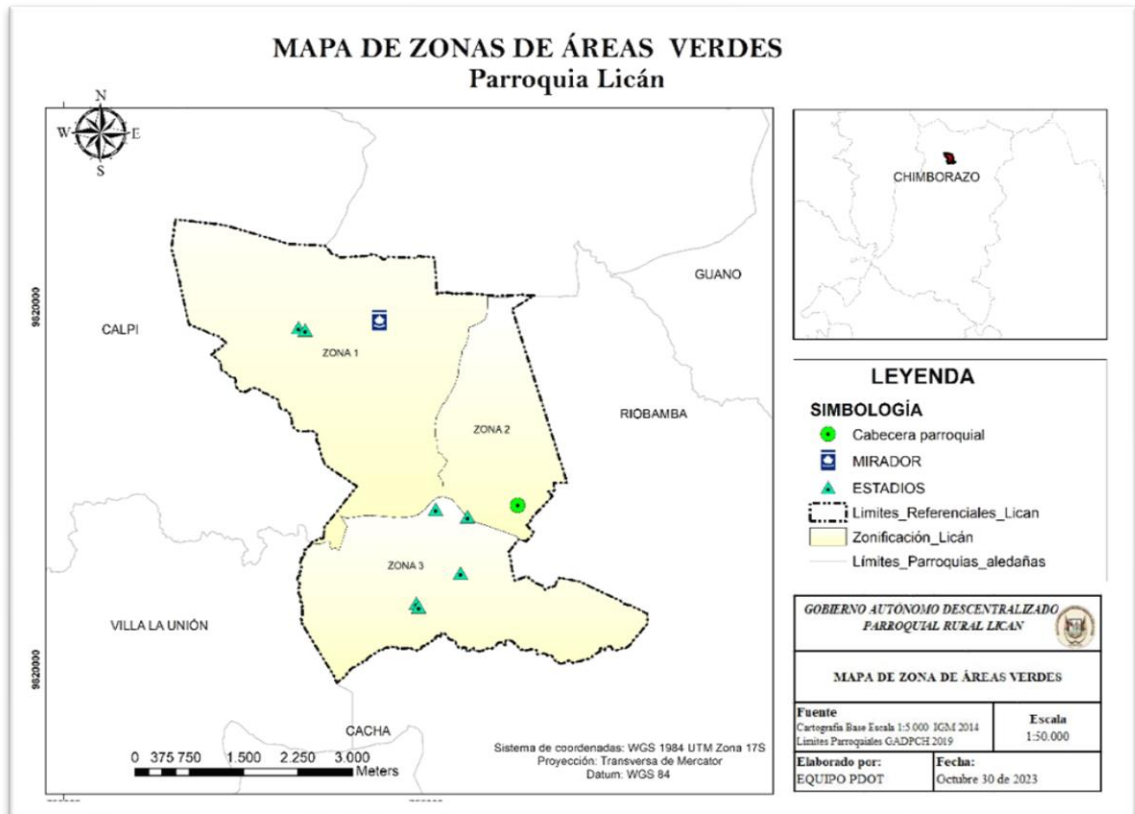 MAPA DE ZONAS DE ÁREAS VERDES
Parroquia Licán
N
W
E
S
CHIMBORAZO
GUANO
9820000
CALPI
ZONA 1
RIOBAMBA
ZONA 2
LEYENDA
SIMBOLOGÍA
Cabecera parroquial
MIRADOR
ESTADIOS
Limites_Referenciales_Lican
Zonificación_Licán
Límites_Parroquias_aledañas
ZONA 3
VILLA LA UNIÓN
9820000
CACHA
0 375 750 1.500 2.250 3.000
Meters
Sistema de coordenadas: WGS 1984 UTM Zona 17S
Proyección: Transversa de Mercator
Datum: WGS 84
GOBIERNO AUTÓNOMO DESCENTRALIZADO
PARROQUIAL RURAL LICAN
MAPA DE ZONA DE ÁREAS VERDES
Fuente
Cartografía Base Escala 1:5.000 IGM 2014
Limites Parroquiales GADPCH 2019
Escala
1:50.000
Elaborado por:
EQUIPO PDOT
Fecha:
Octubre 30 de 2023